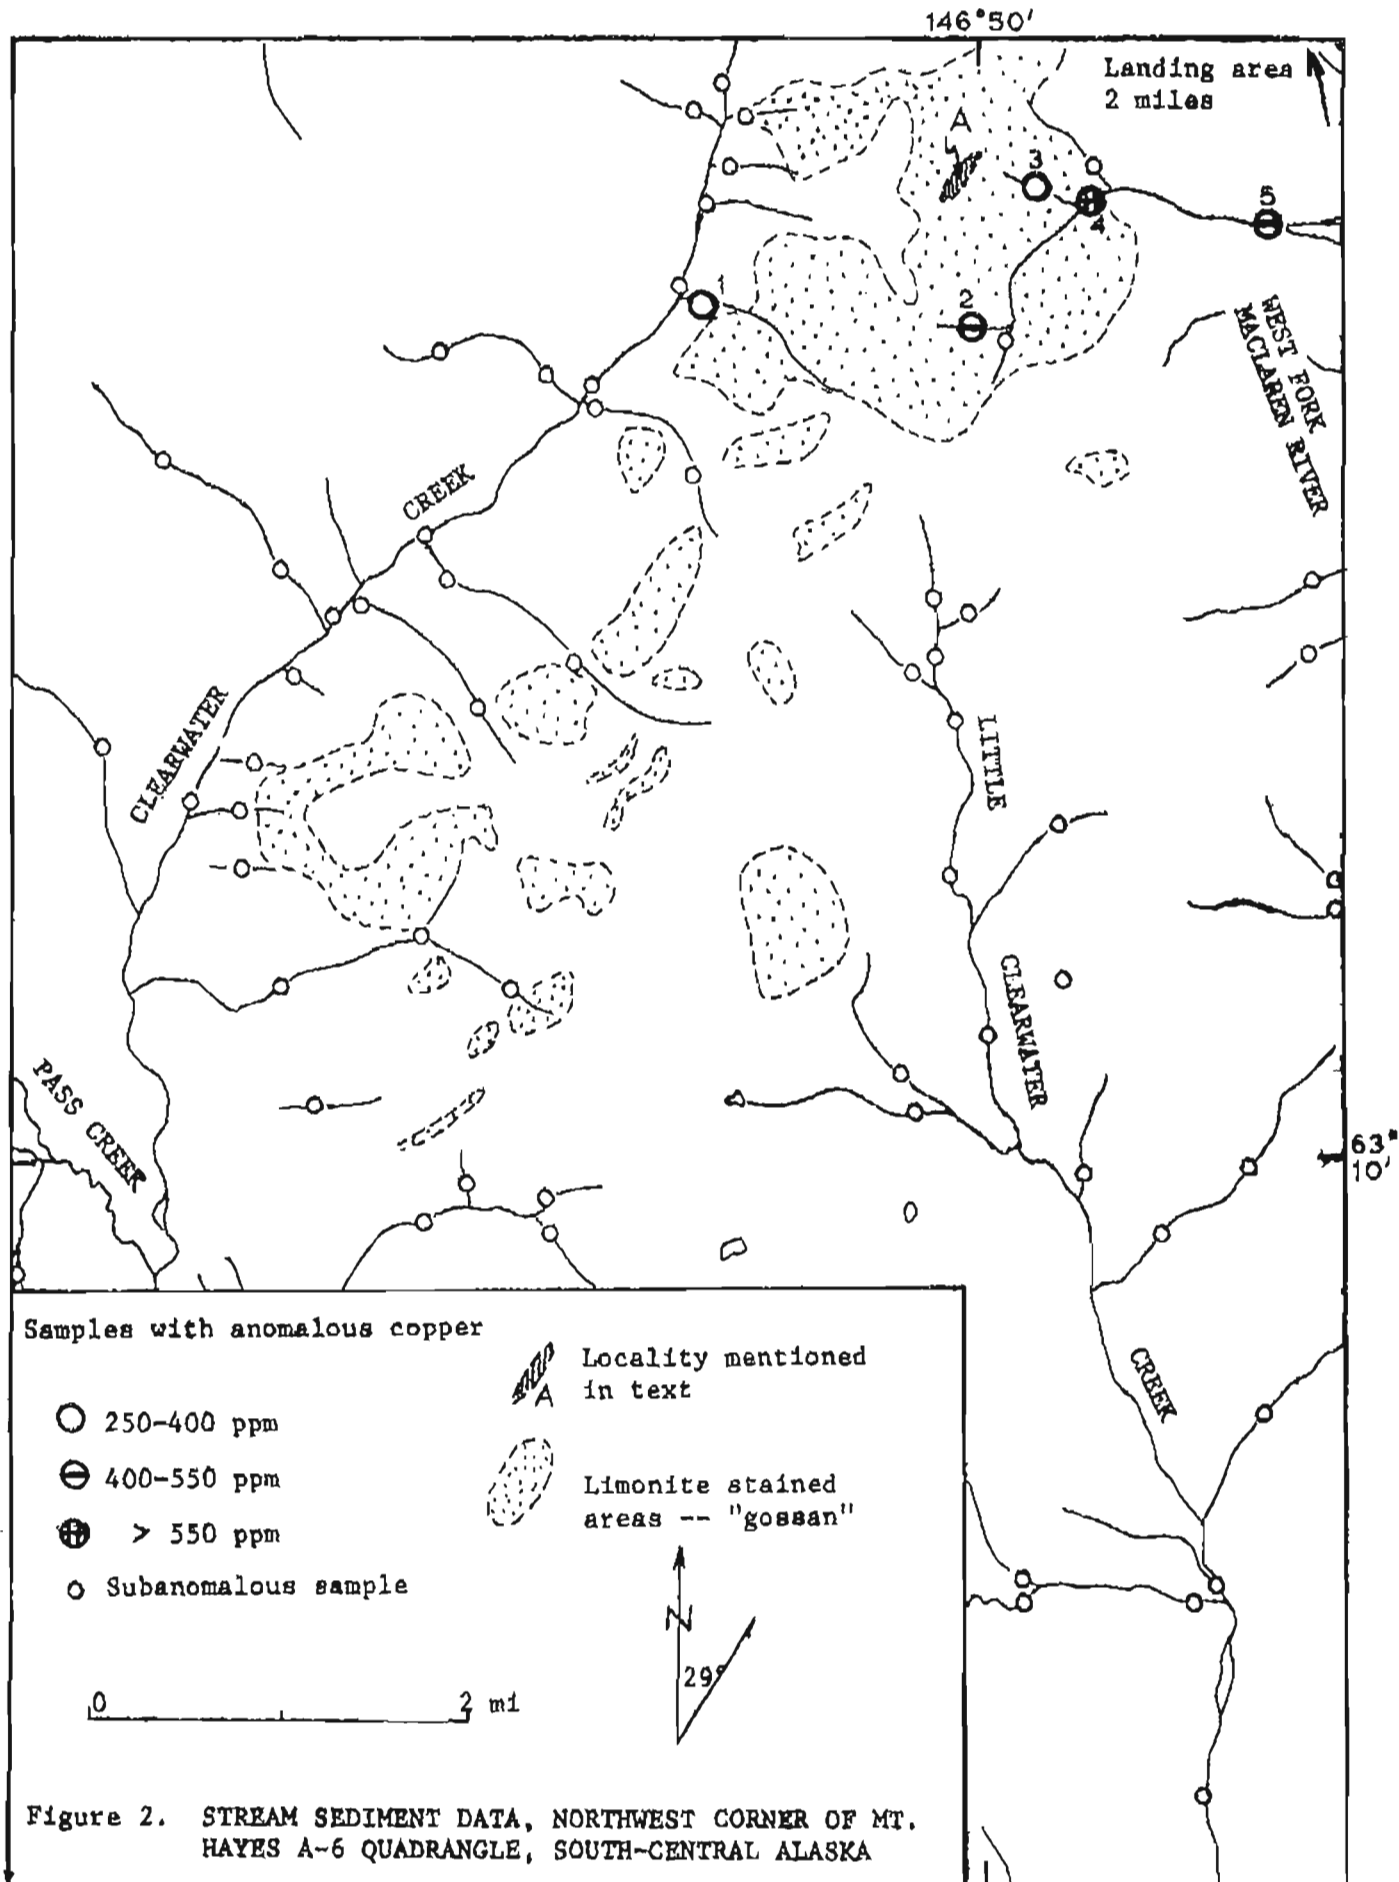 146°50'
Landing area
2 miles
A
3
4
5
1
2
WEST FORK
MACLAREN RIVER
CREEK
CLEARWATER
LITTLE
CLEARWATER
PASS CREEK
63°
10'
CREEK
Samples with anomalous copper
250-400 ppm
400-550 ppm
> 550 ppm
Subanomalous sample
A
Locality mentioned
in text
Limonite stained
areas -- "gossan"
N
29°
0 2 mi
Figure 2. STREAM SEDIMENT DATA, NORTHWEST CORNER OF MT.
HAYES A-6 QUADRANGLE, SOUTH-CENTRAL ALASKA